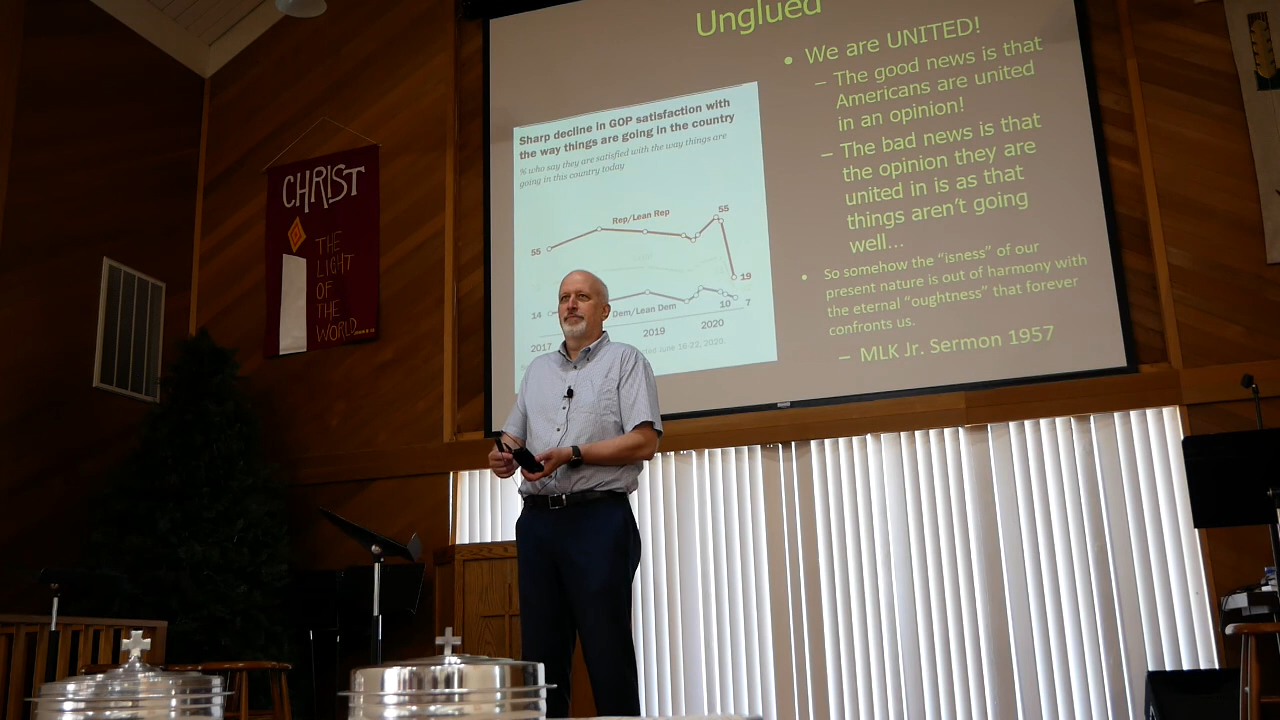 Unglued
CHRIST
THE
LIGHT
OF
THE
WORLD
Sharp decline in GOP satisfaction with
the way things are going in the country
% who say they are satisfied with the way things are
going in this country today
Rep/Lean Rep
55
55
19
14
Dem/Lean Dem
10
7
2017
2019
2020
June 16-22, 2020.
• We are UNITED!
– The good news is that
Americans are united
in an opinion!
– The bad news is that
the opinion they are
united in is as that
things aren't going
well...
• So somehow the "isness" of our
present nature is out of harmony with
the eternal "oughtness" that forever
confronts us.
– MLK Jr. Sermon 1957